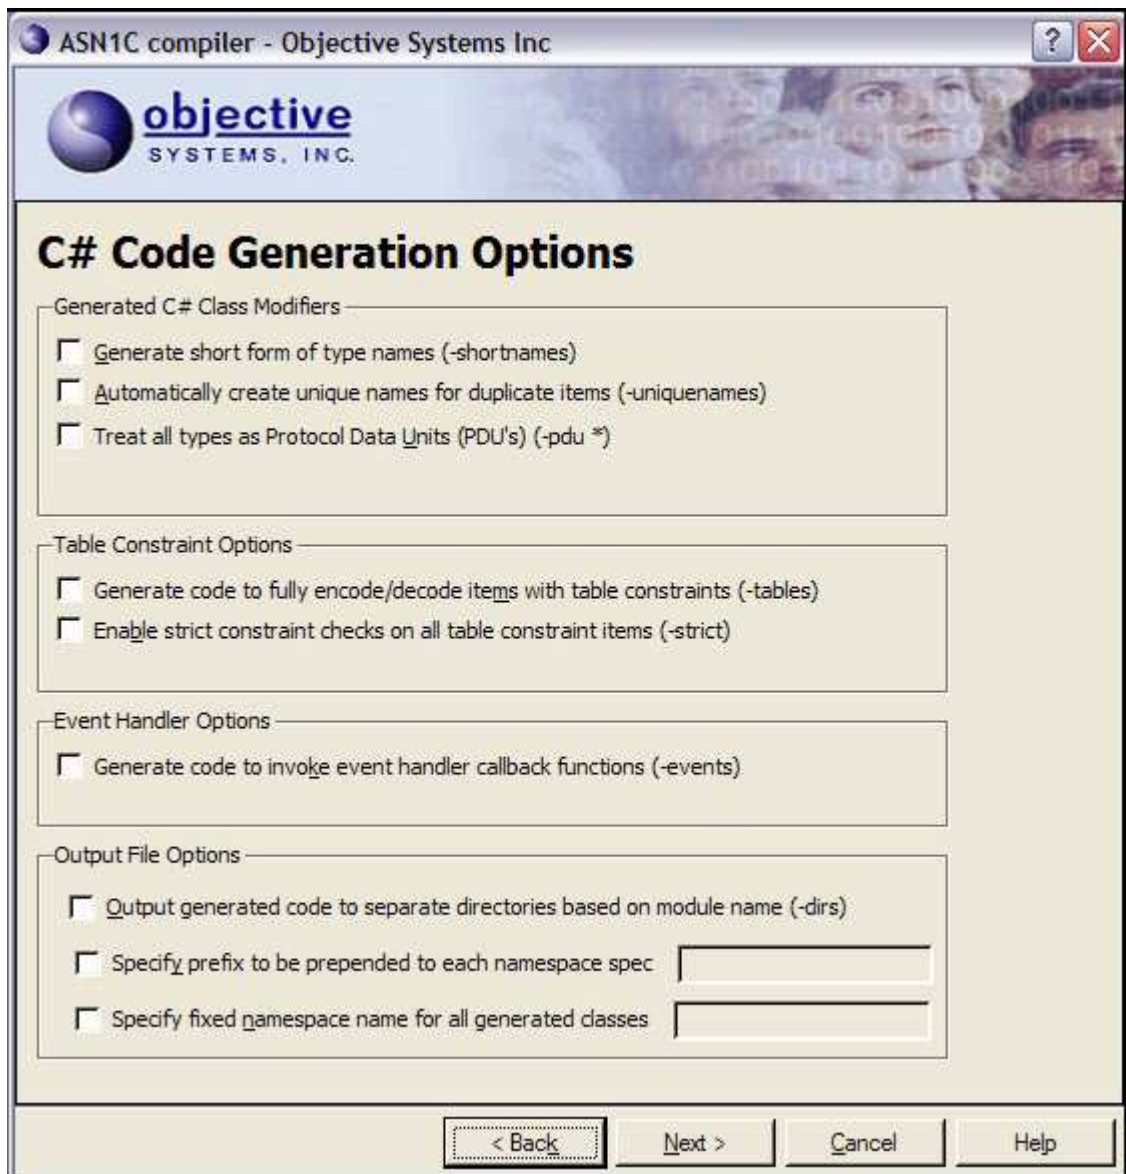 ASN1C compiler - Objective Systems Inc
objective
SYSTEMS, INC.
C# Code Generation Options
Generated C# Class Modifiers
Generate short form of type names (-shortnames)
Automatically create unique names for duplicate items (-uniquenames)
Treat all types as Protocol Data Units (PDU's) (-pdu *)
Table Constraint Options
Generate code to fully encode/decode items with table constraints (-tables)
Enable strict constraint checks on all table constraint items (-strict)
Event Handler Options
Generate code to invoke event handler callback functions (-events)
Output File Options
Output generated code to separate directories based on module name (-dirs)
Specify prefix to be prepended to each namespace spec
Specify fixed namespace name for all generated classes
< Back Next > Cancel Help